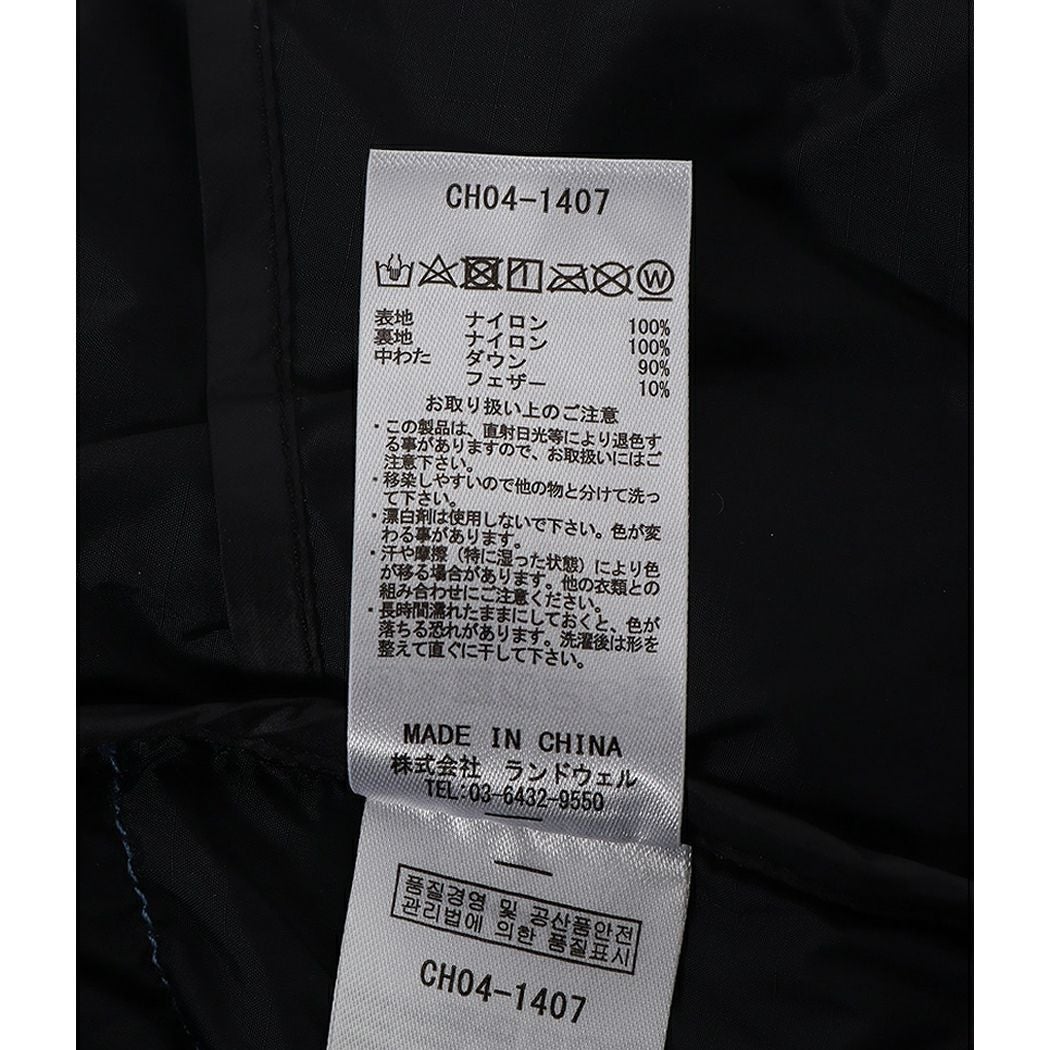 CH04-1407
W
表地 ナイロン 100%
裏地 ナイロン 100%
中わた ダウン 90%
フェザー 10%
お取り扱い上のご注意
・この製品は、直射日光等により退色す
る事がありますので、お取扱いにはご
注意下さい。
・移染しやすいので他の物と分けて洗っ
て下さい。
・漂白剤は使用しないで下さい。色が変
わる事があります。
・汗や摩擦（特に湿った状態）により色
が移る場合があります。他の衣類との
組み合わせにご注意ください。
・長時間濡れたままにしておくと、色が
落ちる恐れがあります。洗濯後は形を
整えて直ぐに干して下さい。
MADE IN CHINA
株式会社 ランドウェル
TEL:03-6432-9550
품질경영 및 공산품안전
관리법에 의한 품질표시
CH04-1407